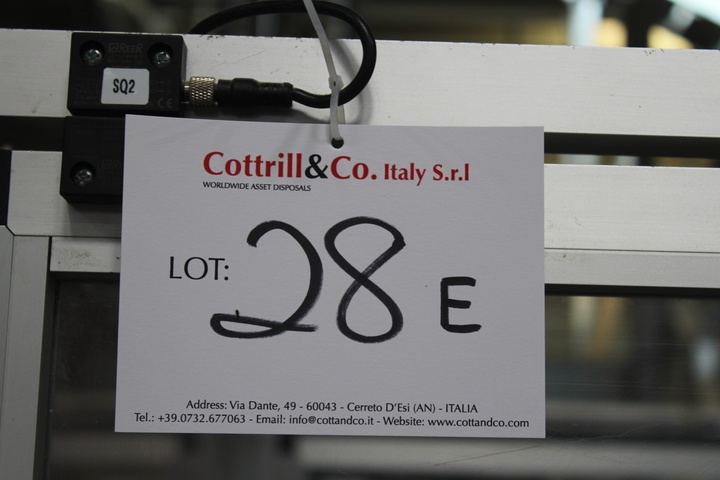 SQ2
Cottrill&Co. Italy S.r.l
WORLDWIDE ASSET DISPOSALS
LOT: 28 E
Address: Via Dante, 49 - 60043 - Cerreto D'Esi (AN) - ITALIA
Tel.: +39.0732.677063 - Email: info@cottandco.it - Website: www.cottandco.com